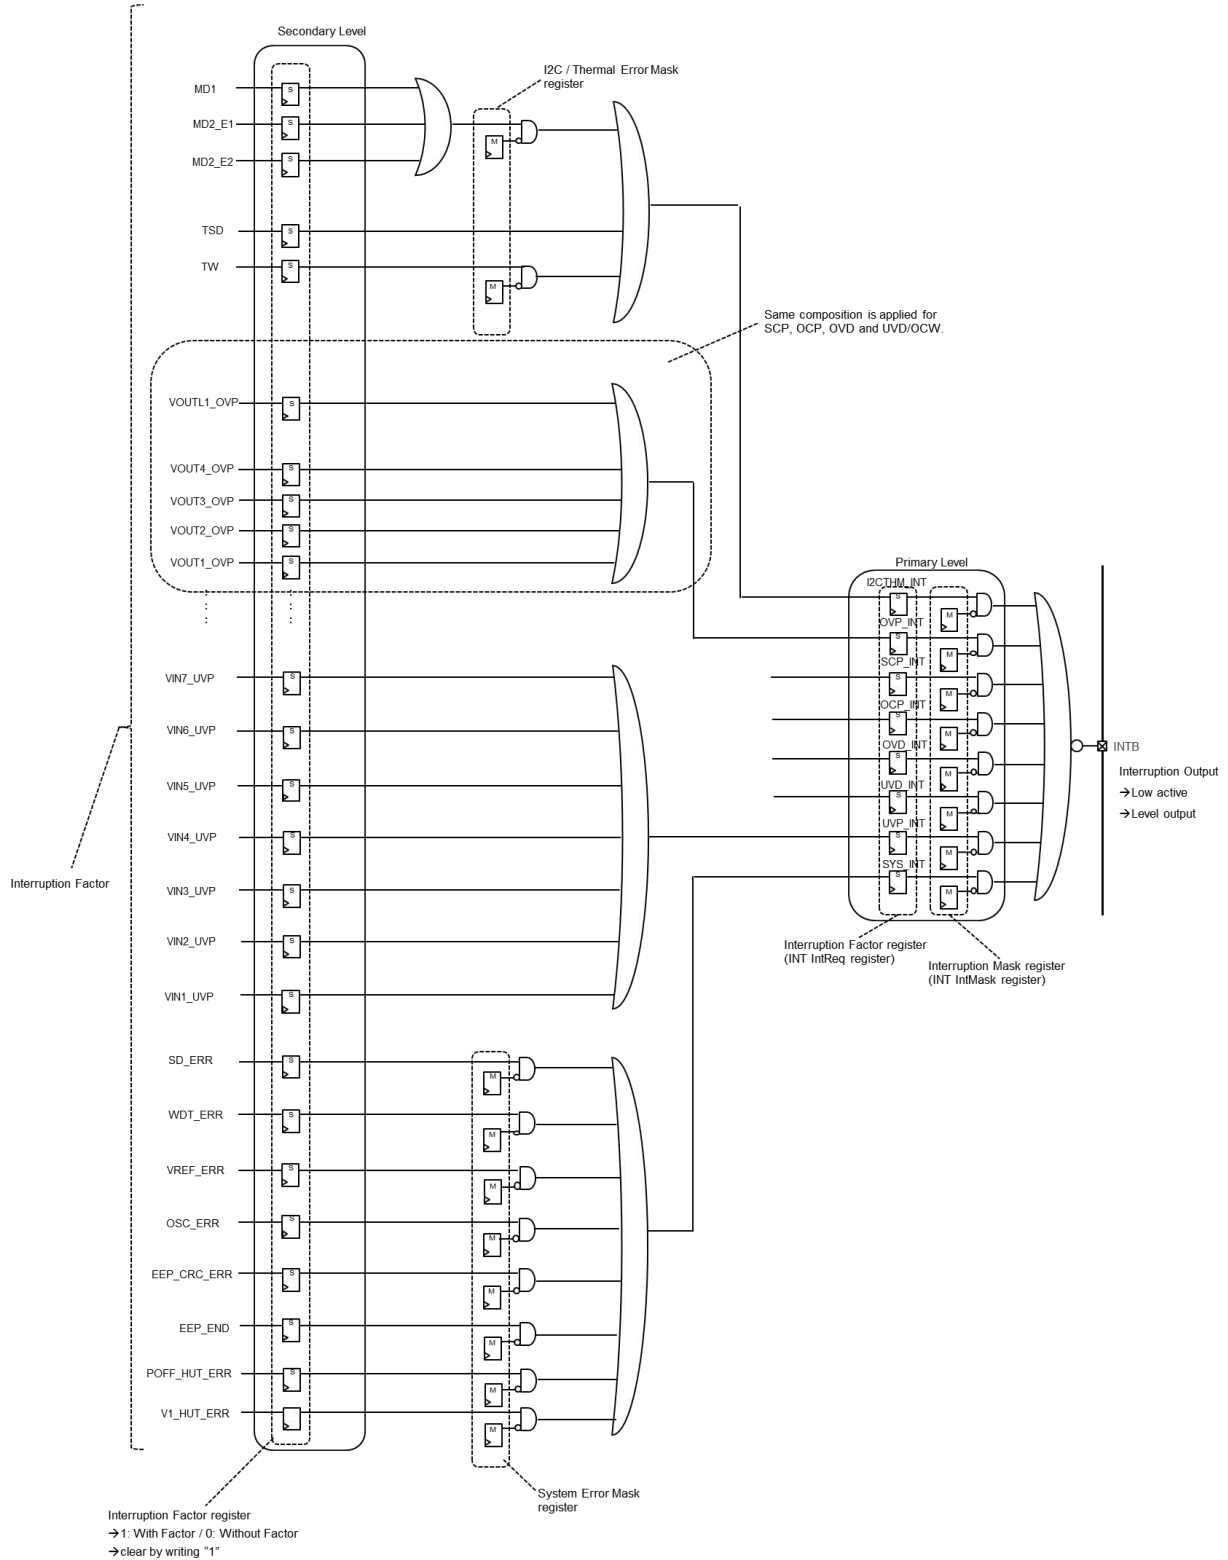 Secondary Level
I2C / Thermal Error Mask
register
MD1
S
MD2_E1
S
M
MD2_E2
S
TSD
S
TW
S
M
Same composition is applied for
SCP, OCP, OVD and UVD/OCW.
VOUTL1_OVP
S
VOUT4_OVP
S
VOUT3_OVP
S
VOUT2_OVP
S
VOUT1_OVP
S
Primary Level
I2CTHM_INT
S
M
OVP_INT
S
M
SCP_INT
S
M
OCP_INT
S
M
OVD_INT
S
M
UVD_INT
S
M
UVP_INT
S
M
SYS_INT
S
M
INTB
Interruption Output
→Low active
→Level output
VIN7_UVP
S
VIN6_UVP
S
VIN5_UVP
S
VIN4_UVP
S
VIN3_UVP
S
VIN2_UVP
S
VIN1_UVP
S
Interruption Factor
Interruption Factor register
(INT IntReq register)
Interruption Mask register
(INT IntMask register)
SD_ERR
S
M
WDT_ERR
S
M
VREF_ERR
S
M
OSC_ERR
S
M
EEP_CRC_ERR
S
M
EEP_END
S
M
POFF_HUT_ERR
S
M
V1_HUT_ERR
M
System Error Mask
register
Interruption Factor register
→1: With Factor / 0: Without Factor
→clear by writing “1”